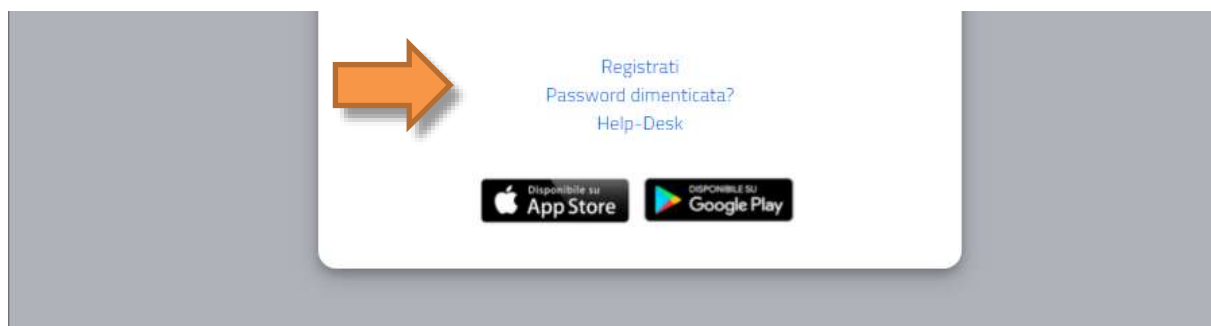 Registrati
Password dimenticata?
Help-Desk
Disponibile su
App Store
DISPONIBILE SU
Google Play